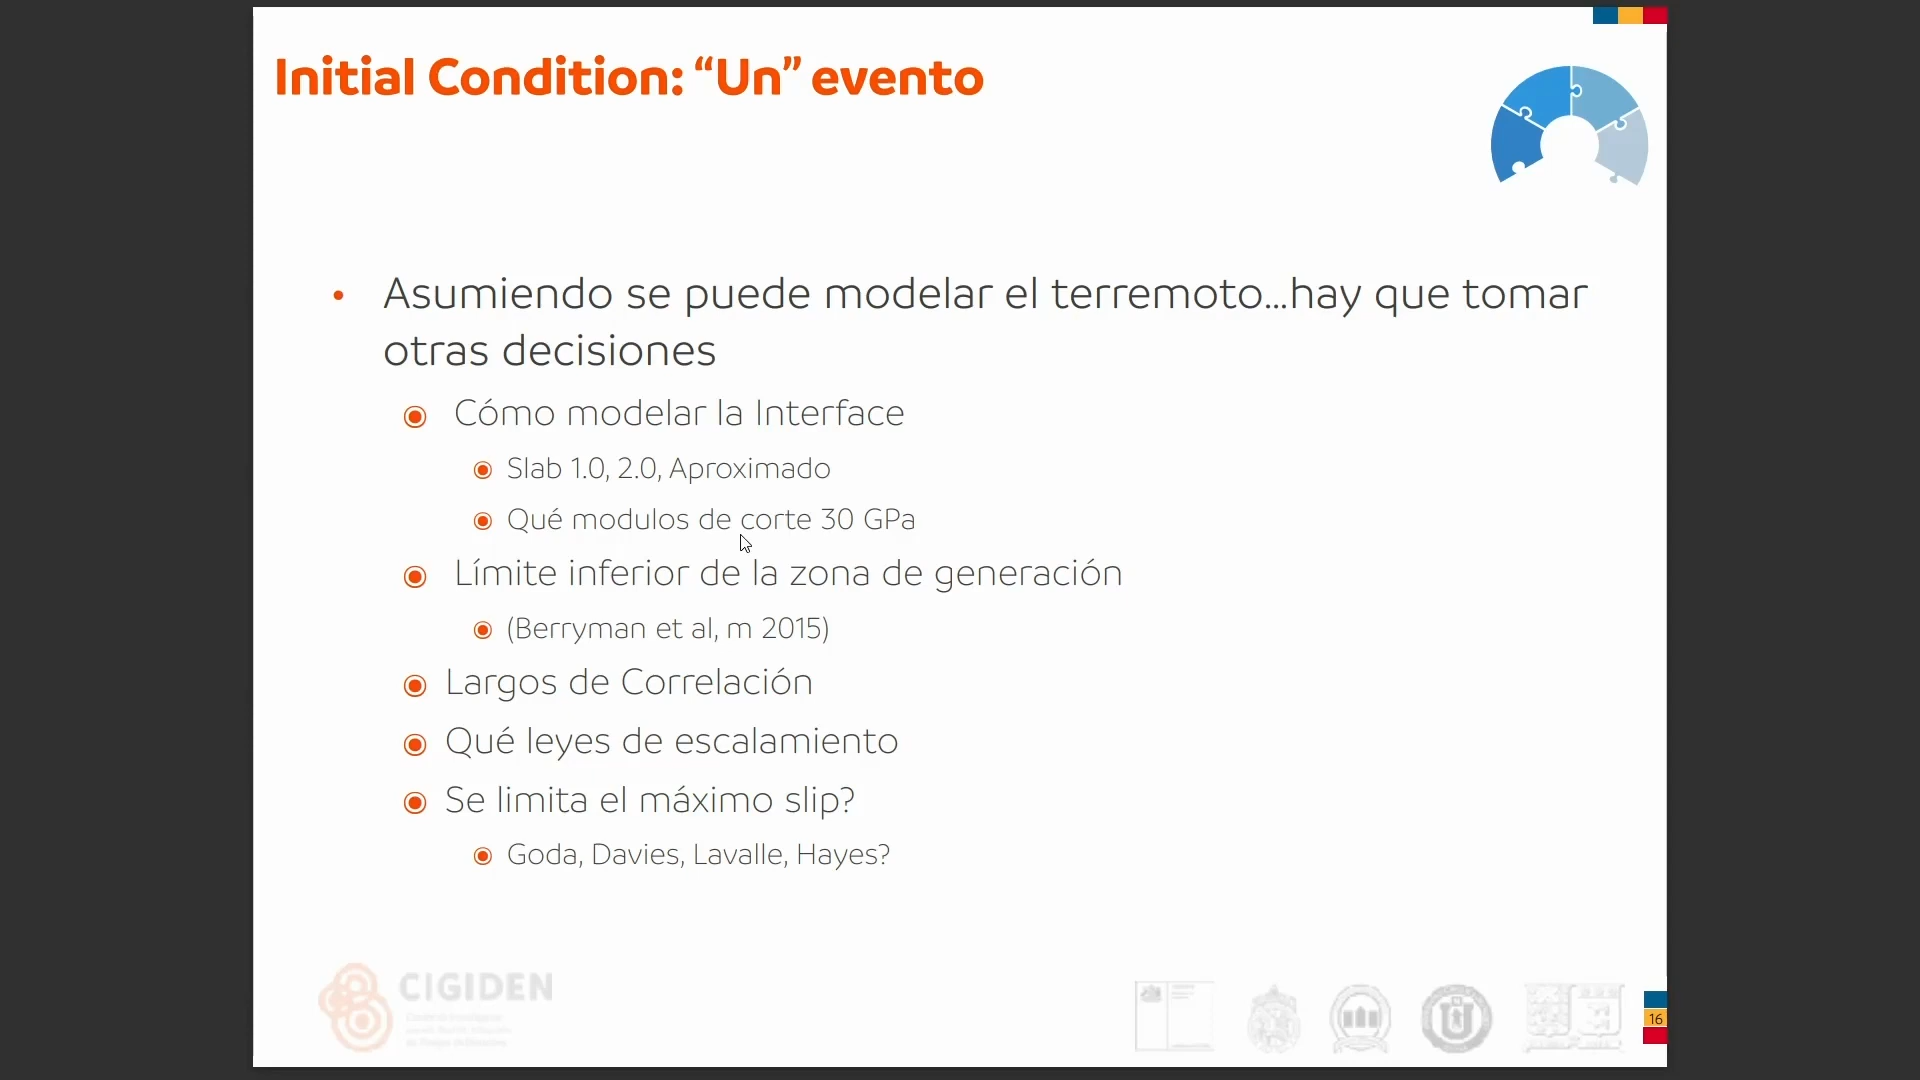 Initial Condition: “Un” evento
Asumiendo se puede modelar el terremoto...hay que tomar
otras decisiones
Cómo modelar la Interface
Slab 1.0, 2.0, Aproximado
Qué modulos de corte 30 GPa
Límite inferior de la zona de generación
(Berryman et al, m 2015)
Largos de Correlación
Qué leyes de escalamiento
Se limita el máximo slip?
Goda, Davies, Lavalle, Hayes?
CIGIDEN
16